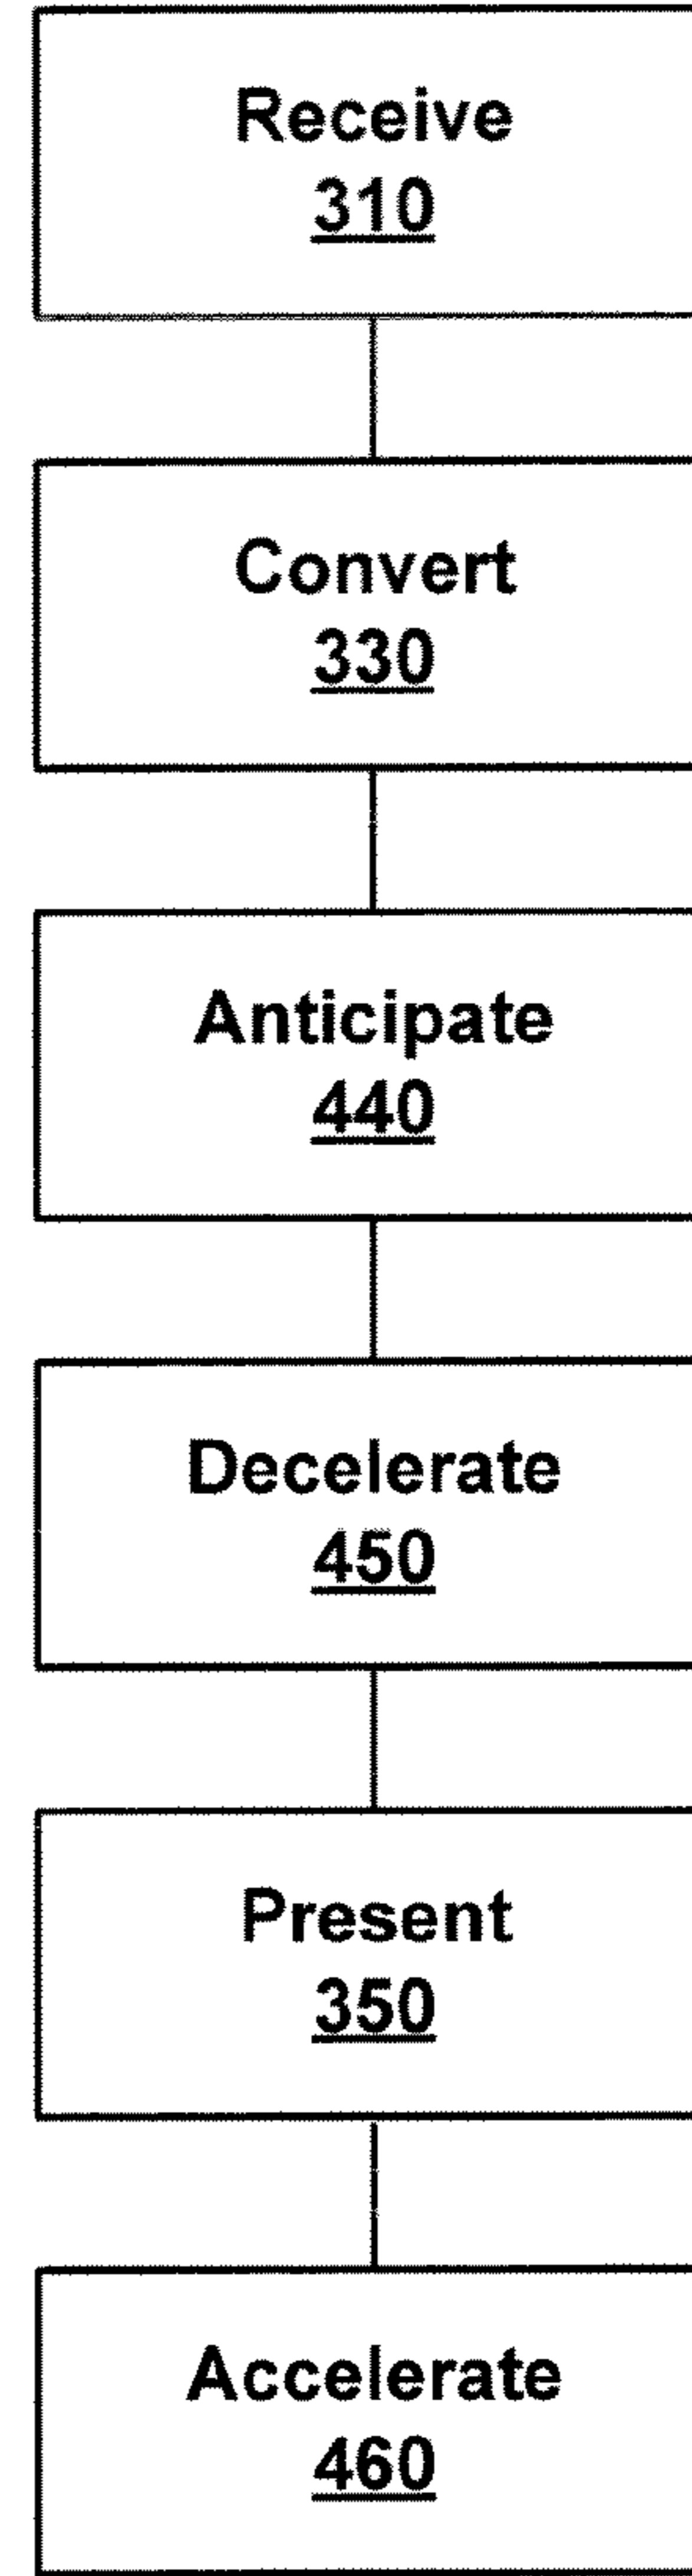 Receive
310
Convert
330
Anticipate
440
Decelerate
450
Present
350
Accelerate
460